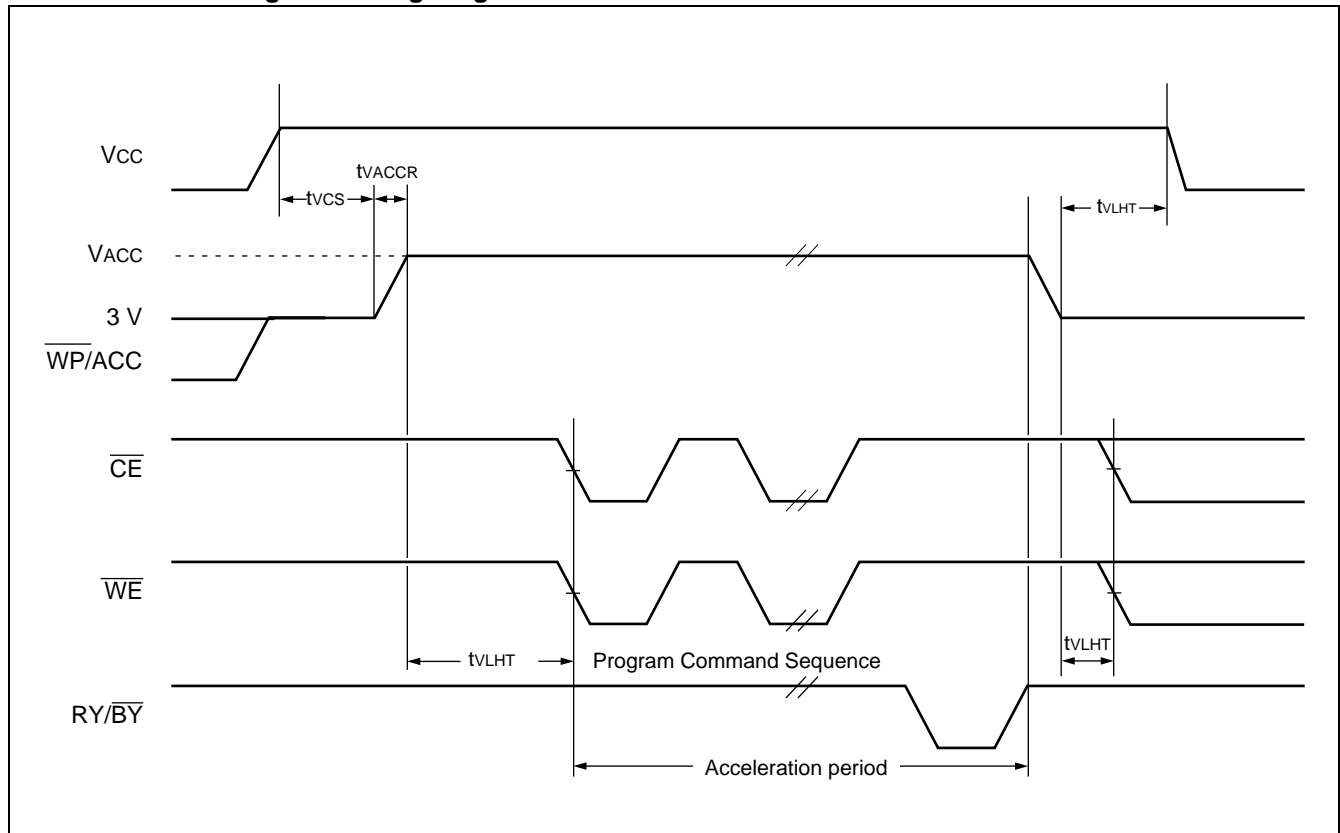 VCC
tVACCR
tVCS
tVLHT
VACC
3 V
WP/ACC
CE
WE
tVLHT
Program Command Sequence
tVLHT
RY/BY
Acceleration period